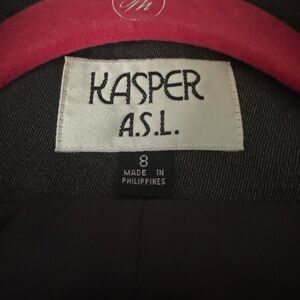 KASPER
A.S.L.
8
MADE IN
PHILIPPINES